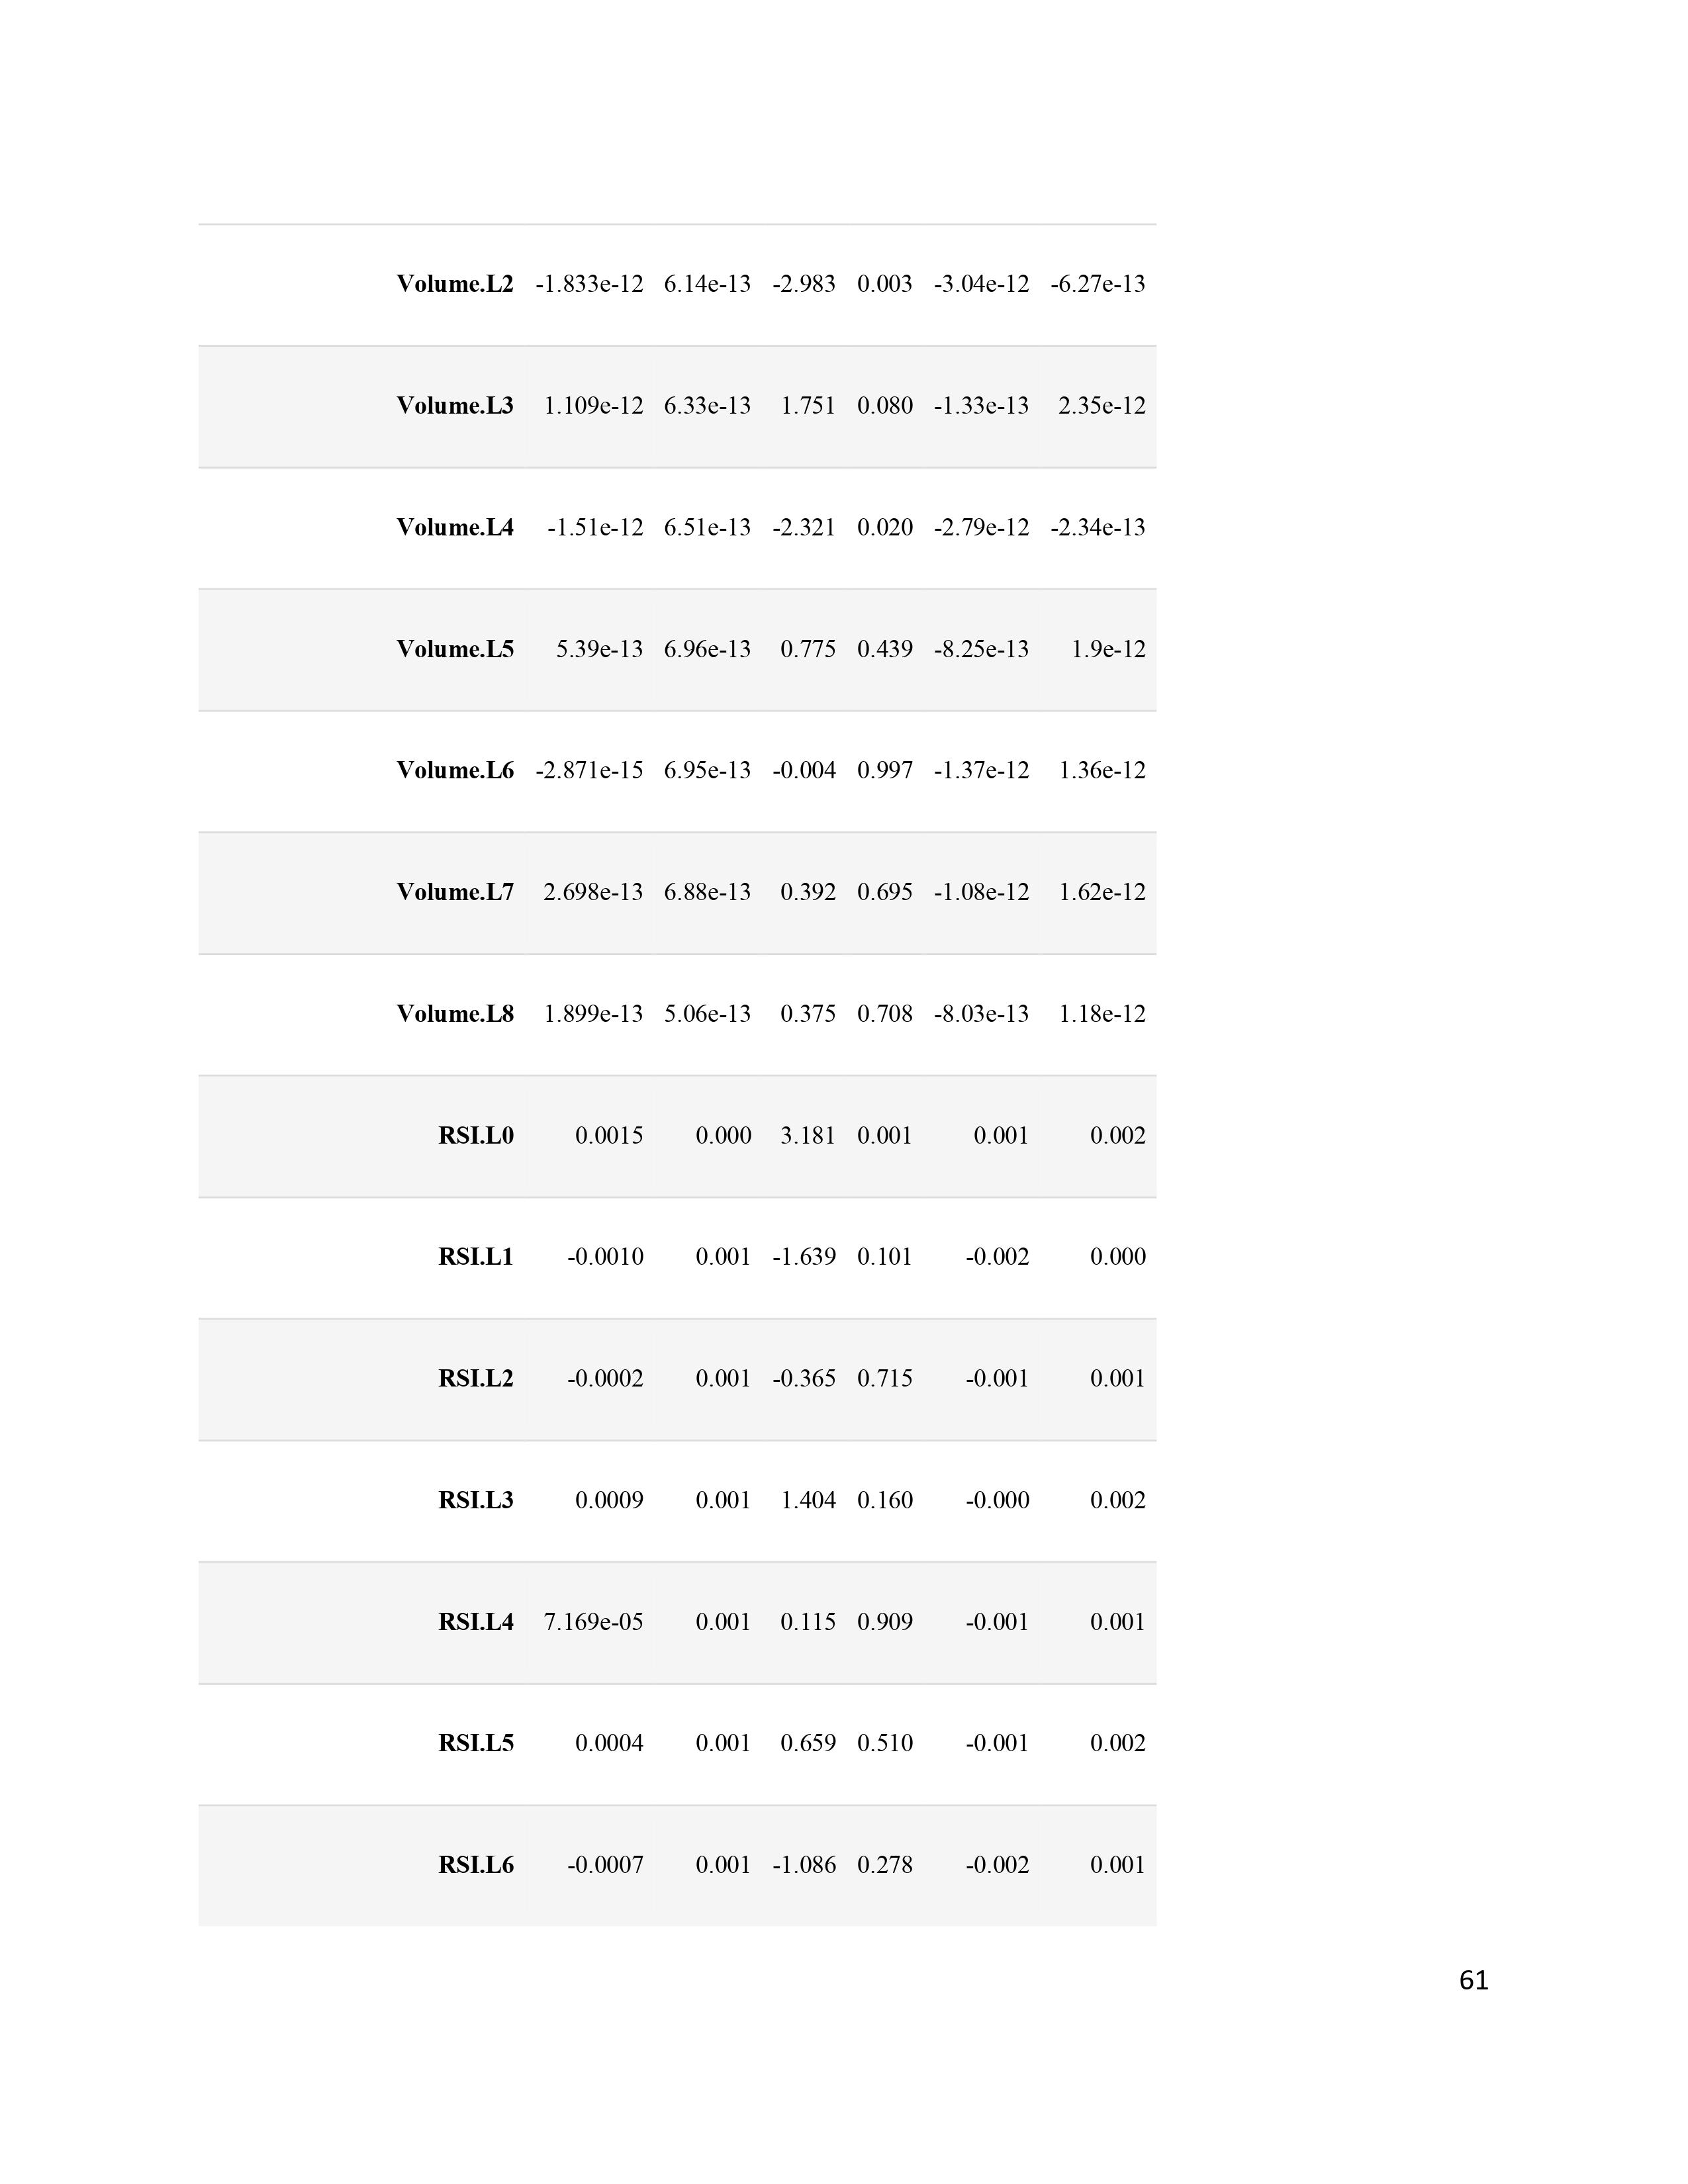 Volume.L2 -1.833e-12 6.14e-13 -2.983 0.003 -3.04e-12 -6.27e-13
Volume.L3 1.109e-12 6.33e-13 1.751 0.080 -1.33e-13 2.35e-12
Volume.L4 -1.51e-12 6.51e-13 -2.321 0.020 -2.79e-12 -2.34e-13
Volume.L5 5.39e-13 6.96e-13 0.775 0.439 -8.25e-13 1.9e-12
Volume.L6 -2.871e-15 6.95e-13 -0.004 0.997 -1.37e-12 1.36e-12
Volume.L7 2.698e-13 6.88e-13 0.392 0.695 -1.08e-12 1.62e-12
Volume.L8 1.899e-13 5.06e-13 0.375 0.708 -8.03e-13 1.18e-12
RSI.L0 0.0015 0.000 3.181 0.001 0.001 0.002
RSI.L1 -0.0010 0.001 -1.639 0.101 -0.002 0.000
RSI.L2 -0.0002 0.001 -0.365 0.715 -0.001 0.001
RSI.L3 0.0009 0.001 1.404 0.160 -0.000 0.002
RSI.L4 7.169e-05 0.001 0.115 0.909 -0.001 0.001
RSI.L5 0.0004 0.001 0.659 0.510 -0.001 0.002
RSI.L6 -0.0007 0.001 -1.086 0.278 -0.002 0.001
61